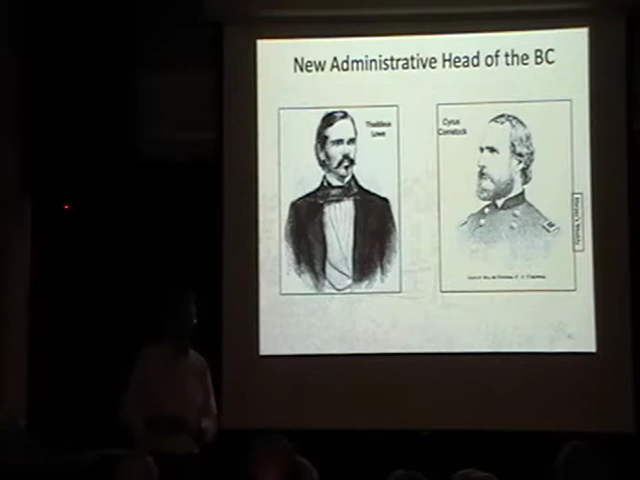 New Administrative Head of the BC
Thaddeus
Lowe
Cyrus
Comstock
Harper's Weekly